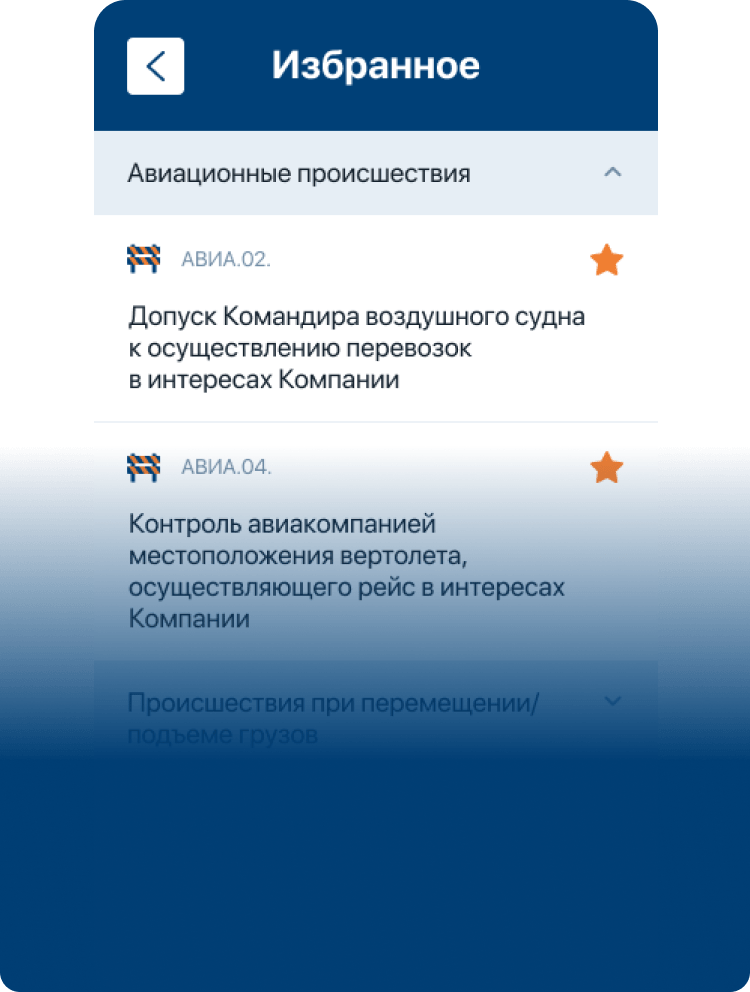 Избранное
Авиационные происшествия
АВИА.02.
Допуск Командира воздушного судна
к осуществлению перевозок
в интересах Компании
АВИА.04.
Контроль авиакомпанией
местоположения вертолета,
осуществляющего рейс в интересах
Компании
Происшествия при перемещении/
подъеме грузов